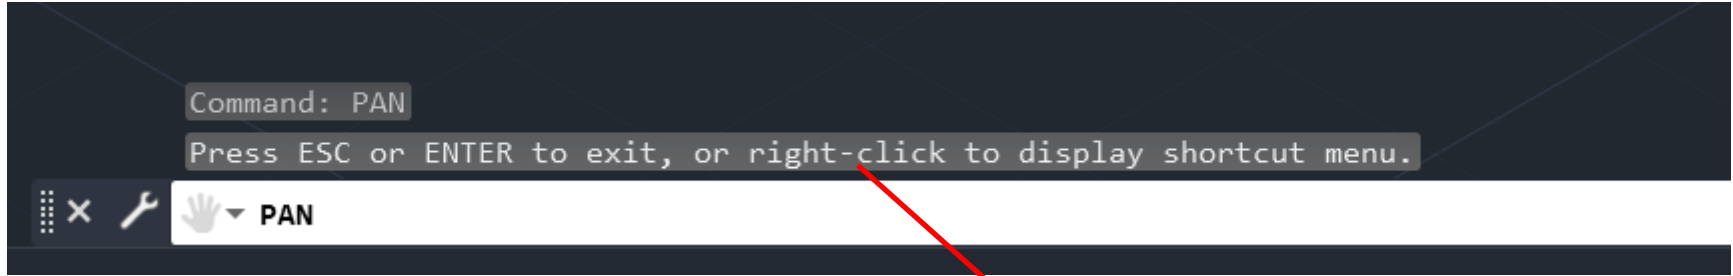 Command: PAN
Press ESC or ENTER to exit, or right-click to display shortcut menu.
PAN